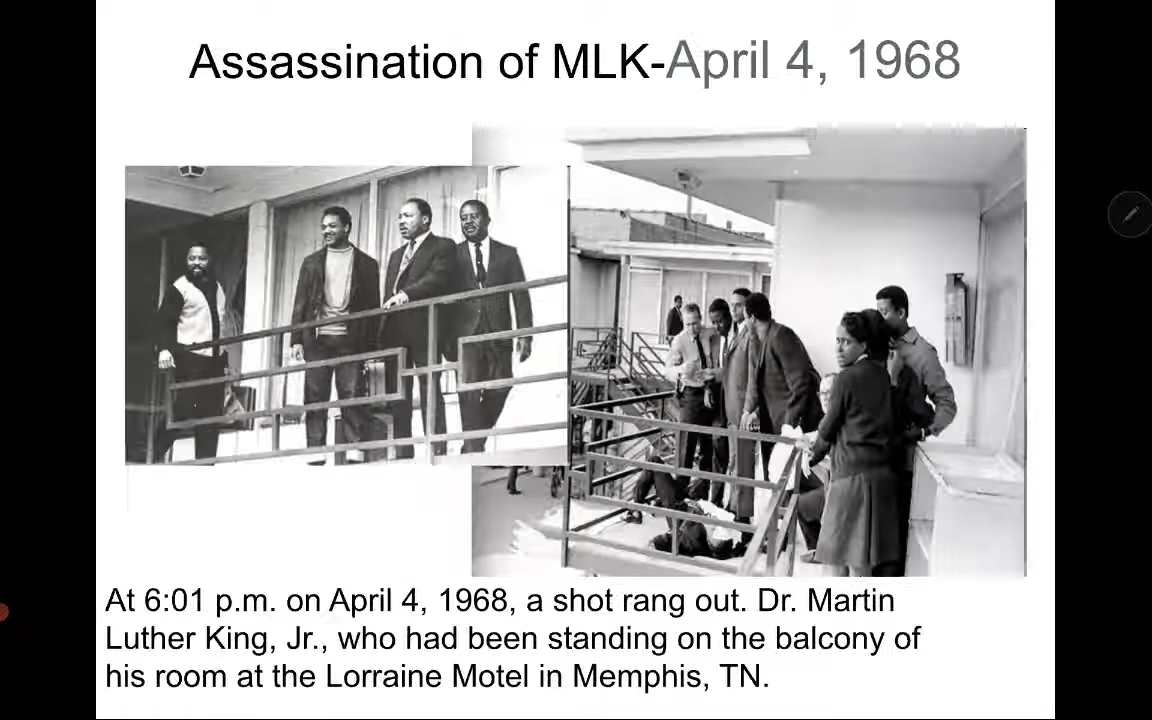 Assassination of MLK-April 4, 1968
At 6:01 p.m. on April 4, 1968, a shot rang out. Dr. Martin
Luther King, Jr., who had been standing on the balcony of
his room at the Lorraine Motel in Memphis, TN.